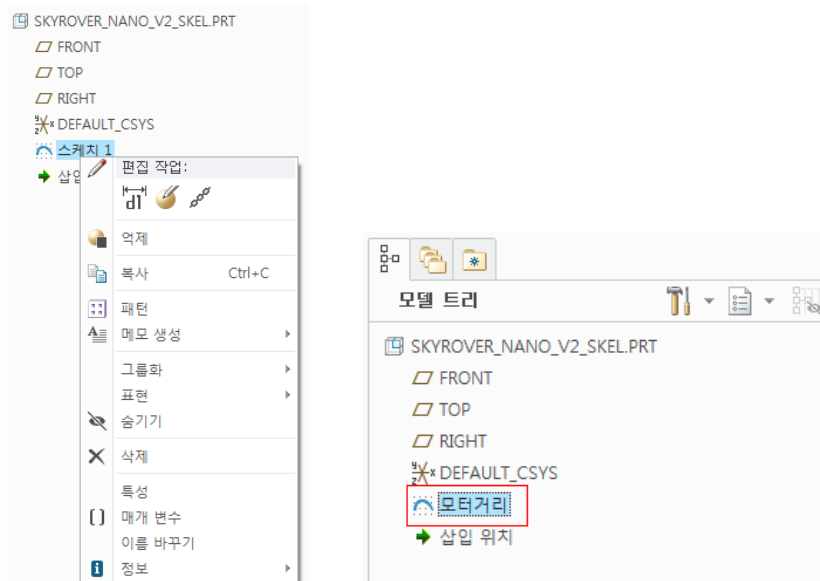 SKYROVER_NANO_V2_SKEL.PRT
FRONT
TOP
RIGHT
DEFAULT_CSYS
스케치 1
편집 작업:
억제
복사 Ctrl+C
패턴
메모 생성
그룹화
표현
숨기기
삭제
특성
매개 변수
이름 바꾸기
정보
모델 트리
SKYROVER_NANO_V2_SKEL.PRT
FRONT
TOP
RIGHT
DEFAULT_CSYS
모터거리
삽입 위치